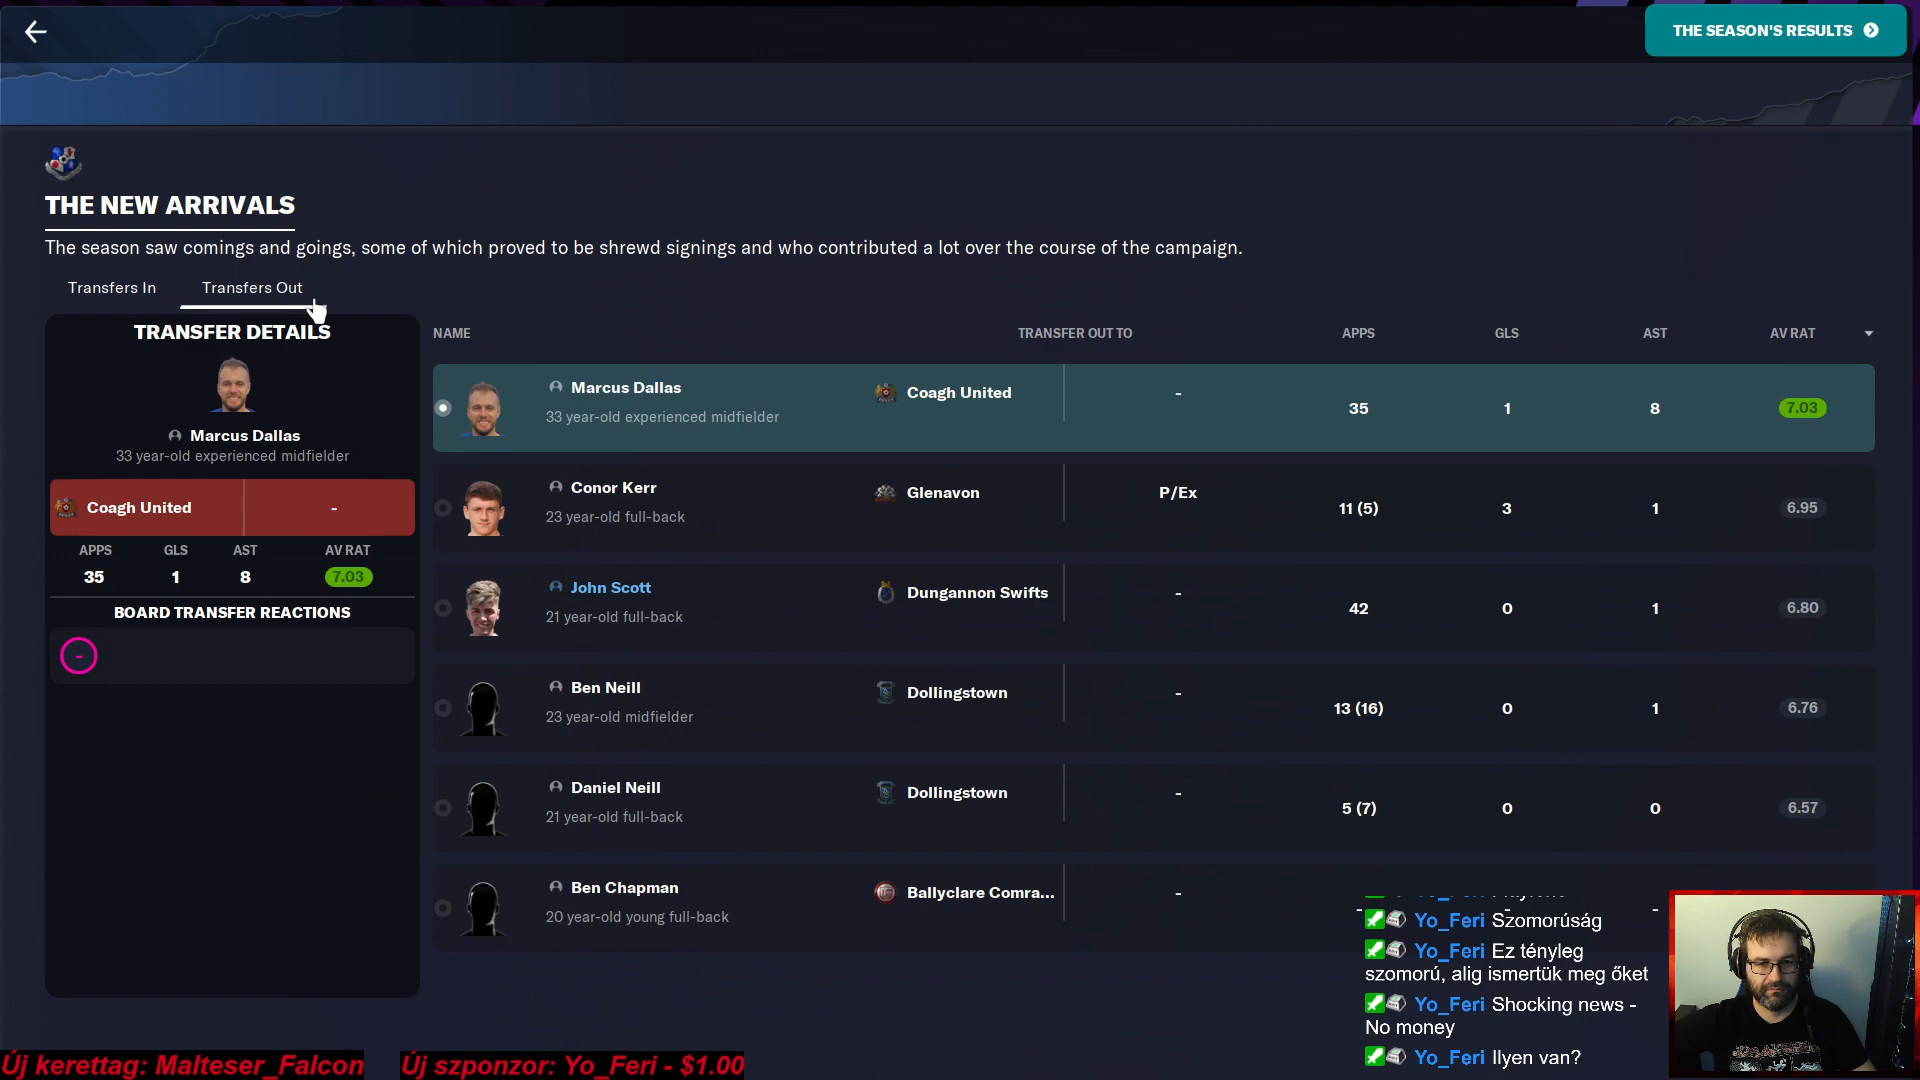 THE SEASON'S RESULTS
THE NEW ARRIVALS
The season saw comings and goings, some of which proved to be shrewd signings and who contributed a lot over the course of the campaign.
Transfers In Transfers Out
TRANSFER DETAILS
Marcus Dallas
33 year-old experienced midfielder
Coagh United -
APPS GLS AST AV RAT
35 1 8 7.03
BOARD TRANSFER REACTIONS
-
NAME TRANSFER OUT TO APPS GLS AST AV RAT
Marcus Dallas Coagh United - 35 1 8 7.03
33 year-old experienced midfielder
Conor Kerr Glenavon P/Ex 11 (5) 3 1 6.95
23 year-old full-back
John Scott Dungannon Swifts - 42 0 1 6.80
21 year-old full-back
Ben Neill Dollingstown - 13 (16) 0 1 6.76
23 year-old midfielder
Daniel Neill Dollingstown - 5 (7) 0 0 6.57
21 year-old full-back
Ben Chapman Ballyclare Comra... - - - -
20 year-old young full-back
Yo_Feri Szomorúság
Yo_Feri Ez tényleg
szomorú, alig ismertük meg őket
Yo_Feri Shocking news -
No money
Yo_Feri Ilyen van?
Új kerettag: Malteser_Falcon Új szponzor: Yo_Feri - $1.00